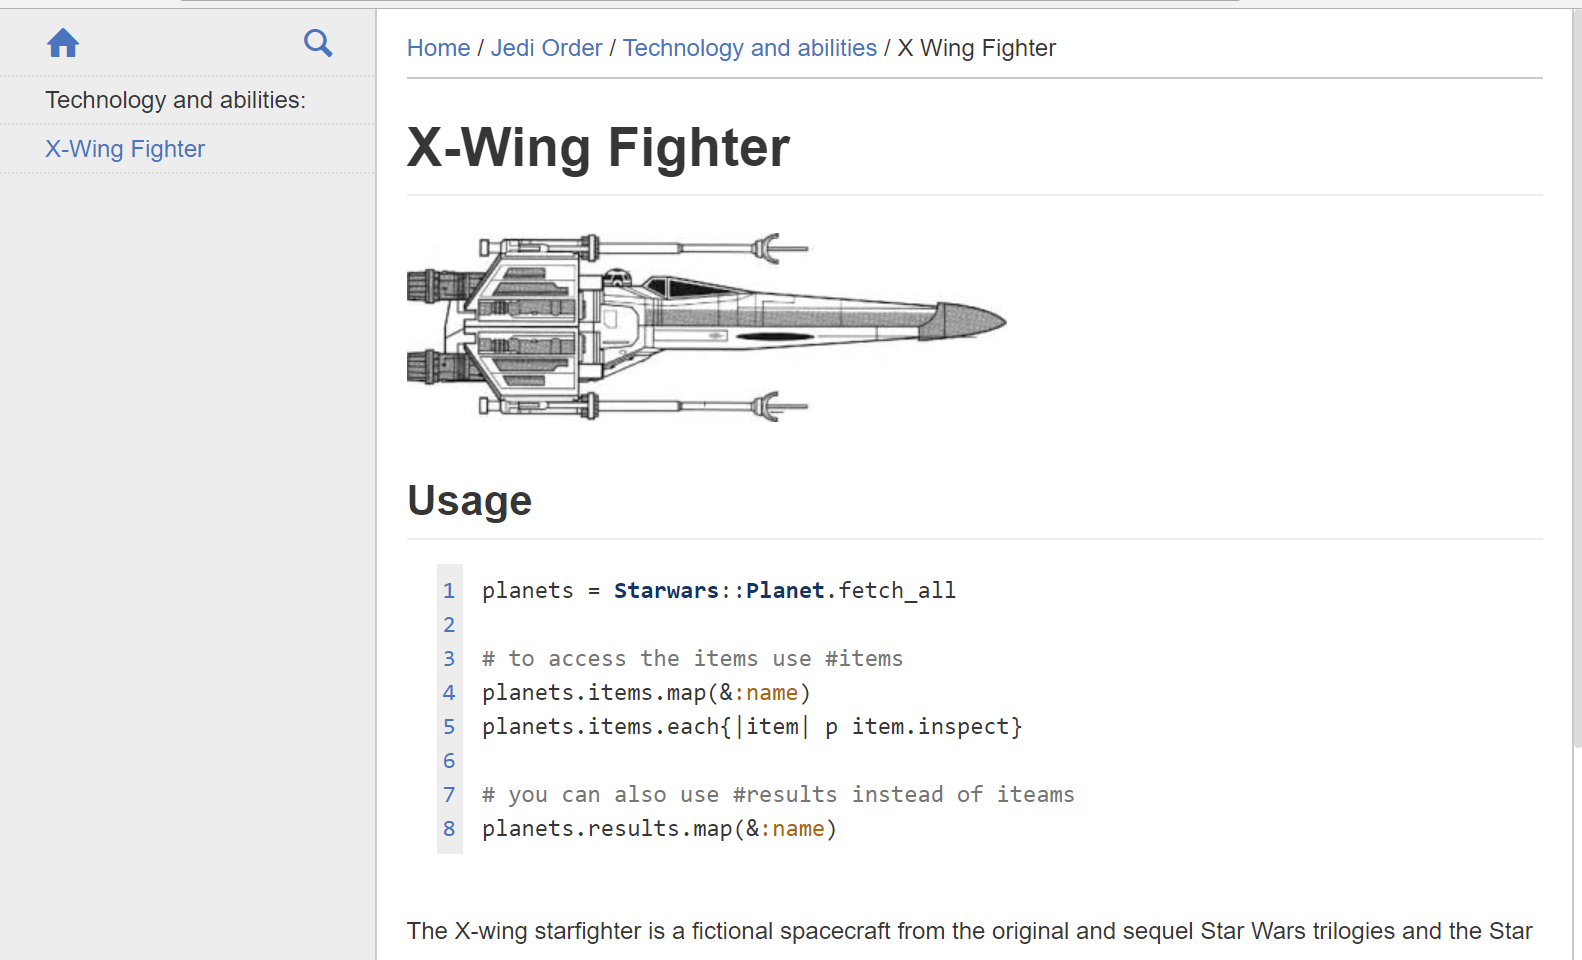 Technology and abilities:
X-Wing Fighter
Home / Jedi Order / Technology and abilities / X Wing Fighter
X-Wing Fighter
Usage
1 planets = Starwars::Planet.fetch_all
2
3 # to access the items use #items
4 planets.items.map(&:name)
5 planets.items.each{|item| p item.inspect}
6
7 # you can also use #results instead of iteams
8 planets.results.map(&:name)
The X-wing starfighter is a fictional spacecraft from the original and sequel Star Wars trilogies and the Star